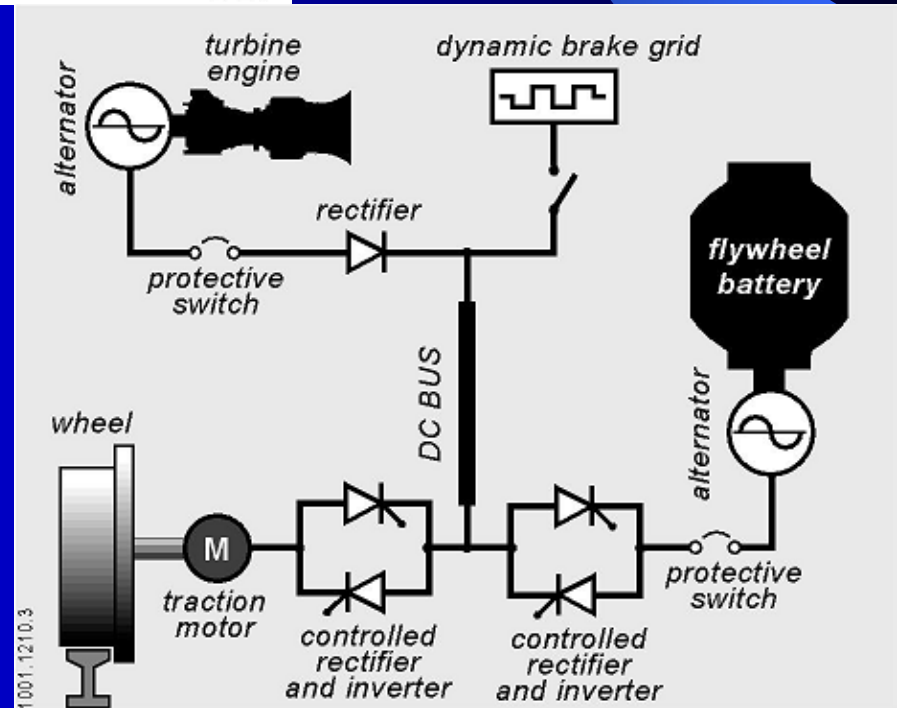 turbine
engine
dynamic brake grid
alternator
rectifier
protective
switch
flywheel
battery
DC BUS
alternator
wheel
M
traction
motor
controlled
rectifier
and inverter
controlled
rectifier
and inverter
protective
switch
1001.1210.3